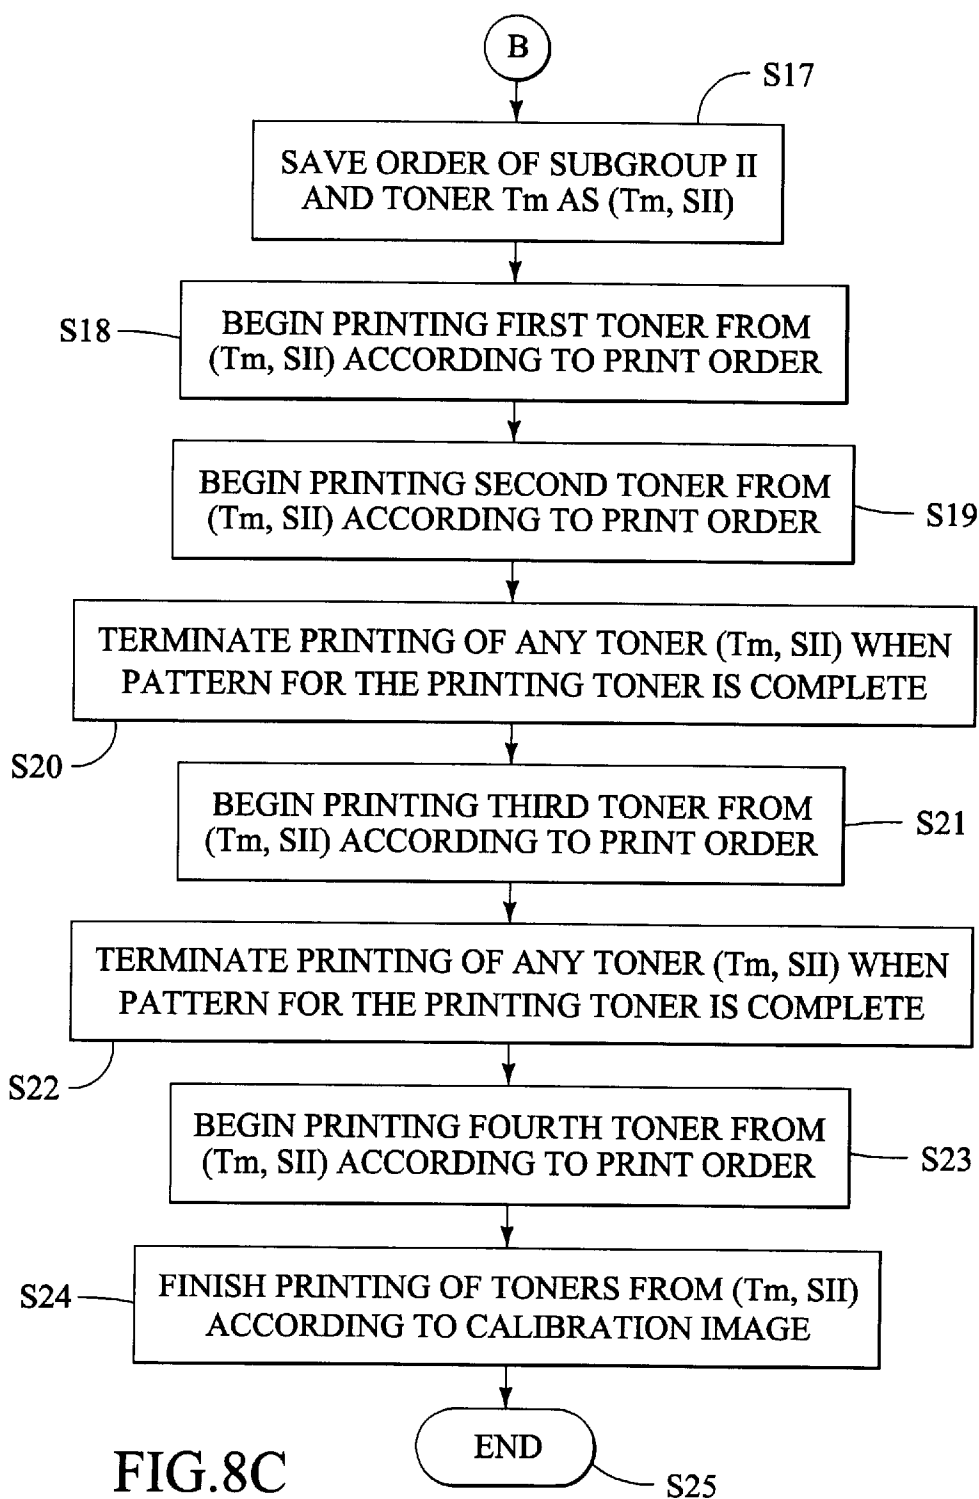 B
S17
SAVE ORDER OF SUBGROUP II
AND TONER Tm AS (Tm, SII)
S18
BEGIN PRINTING FIRST TONER FROM
(Tm, SII) ACCORDING TO PRINT ORDER
BEGIN PRINTING SECOND TONER FROM
(Tm, SII) ACCORDING TO PRINT ORDER
S19
TERMINATE PRINTING OF ANY TONER (Tm, SII) WHEN
PATTERN FOR THE PRINTING TONER IS COMPLETE
S20
BEGIN PRINTING THIRD TONER FROM
(Tm, SII) ACCORDING TO PRINT ORDER
S21
TERMINATE PRINTING OF ANY TONER (Tm, SII) WHEN
PATTERN FOR THE PRINTING TONER IS COMPLETE
S22
BEGIN PRINTING FOURTH TONER FROM
(Tm, SII) ACCORDING TO PRINT ORDER
S23
S24
FINISH PRINTING OF TONERS FROM (Tm, SII)
ACCORDING TO CALIBRATION IMAGE
END
S25
FIG.8C